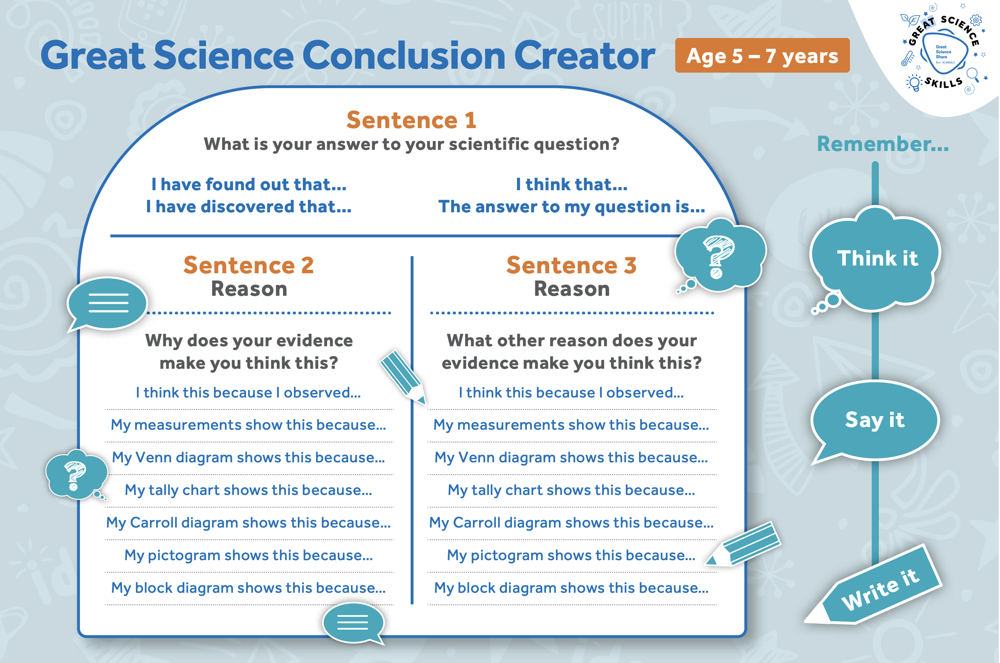 Great Science Conclusion Creator
Age 5 – 7 years
GREAT SCIENCE
Great
Science
Share
for SCHOOLS
SKILLS
SUPER!
Sentence 1
What is your answer to your scientific question?
I have found out that...
I have discovered that...
I think that...
The answer to my question is...
Sentence 2
Reason
Why does your evidence
make you think this?
I think this because I observed...
My measurements show this because...
My Venn diagram shows this because...
My tally chart shows this because...
My Carroll diagram shows this because...
My pictogram shows this because...
My block diagram shows this because...
Sentence 3
Reason
What other reason does your
evidence make you think this?
I think this because I observed...
My measurements show this because...
My Venn diagram shows this because...
My tally chart shows this because...
My Carroll diagram shows this because...
My pictogram shows this because...
My block diagram shows this because...
Remember...
Think it
Say it
Write it